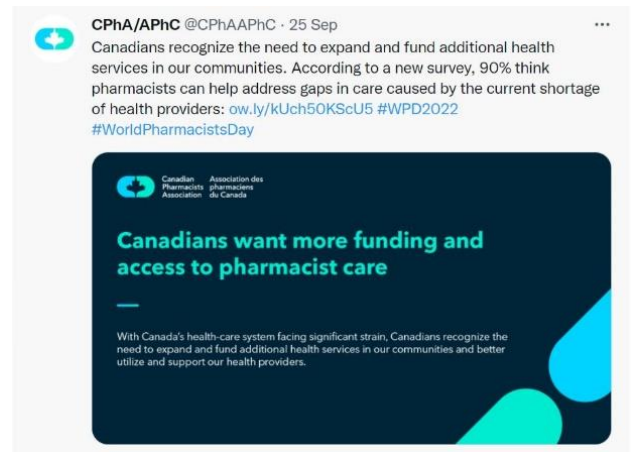 CPhA/APhC @CPhAAPhC · 25 Sep
Canadians recognize the need to expand and fund additional health
services in our communities. According to a new survey, 90% think
pharmacists can help address gaps in care caused by the current shortage
of health providers: ow.ly/kUch50KScU5 #WPD2022
#WorldPharmacistsDay
Canadian Association des
Pharmacists pharmaciens
Association du Canada
Canadians want more funding and
access to pharmacist care
With Canada's health-care system facing significant strain, Canadians recognize the
need to expand and fund additional health services in our communities and better
utilize and support our health providers.